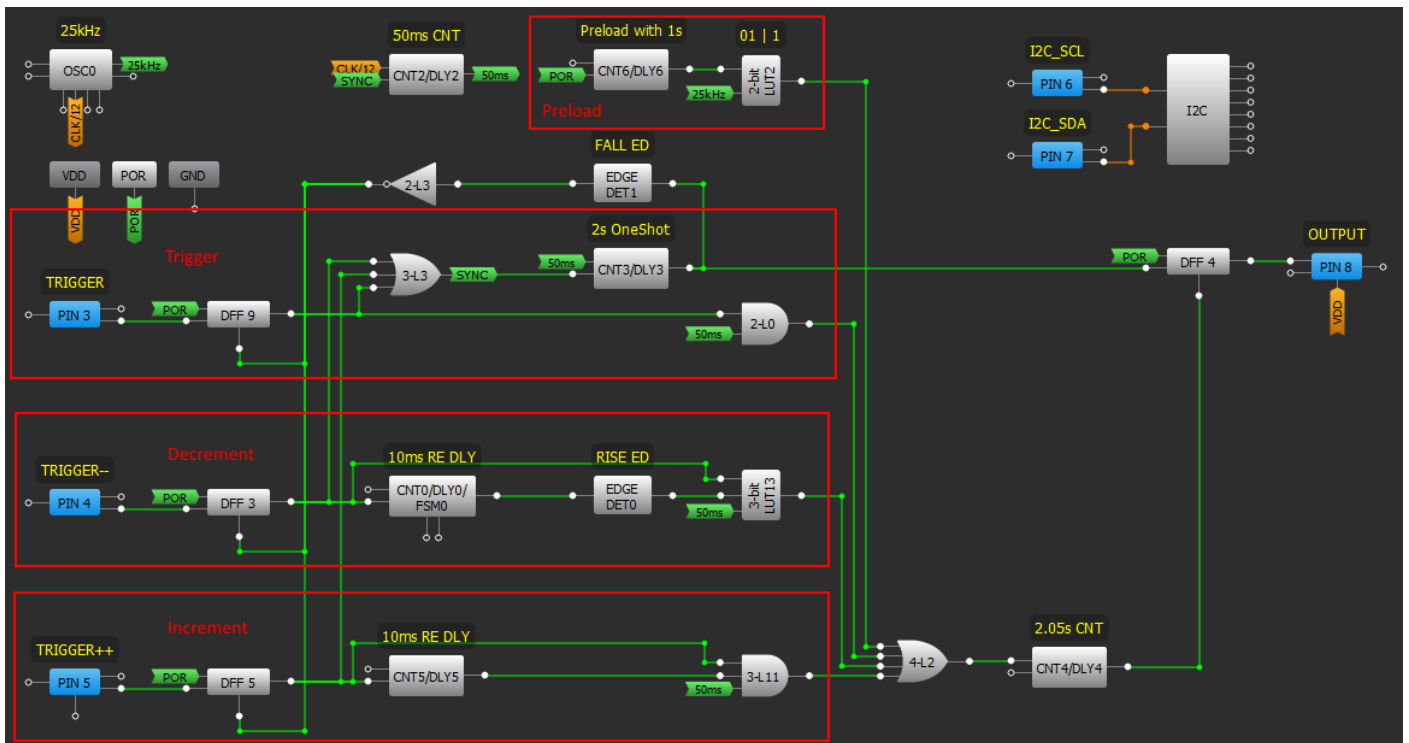 25kHz
OSC0
25kHz
CLK/12
VDD
POR
GND
VDD
POR
50ms CNT
CLK/12
SYNC
CNT2/DLY2
50ms
Preload with 1s
01 | 1
POR
CNT6/DLY6
25kHz
2-bit
LUT2
Preload
I2C_SCL
PIN 6
I2C_SDA
PIN 7
I2C
FALL ED
2-L3
EDGE
DET1
Trigger
2s OneShot
TRIGGER
PIN 3
POR
DFF 9
3-L3
SYNC
50ms
CNT3/DLY3
50ms
2-L0
POR
DFF 4
OUTPUT
PIN 8
VDD
Decrement
10ms RE DLY
RISE ED
TRIGGER--
PIN 4
POR
DFF 3
CNT0/DLY0/
FSM0
EDGE
DET0
50ms
3-bit
LUT13
Increment
10ms RE DLY
TRIGGER++
PIN 5
POR
DFF 5
CNT5/DLY5
50ms
3-L11
4-L2
2.05s CNT
CNT4/DLY4